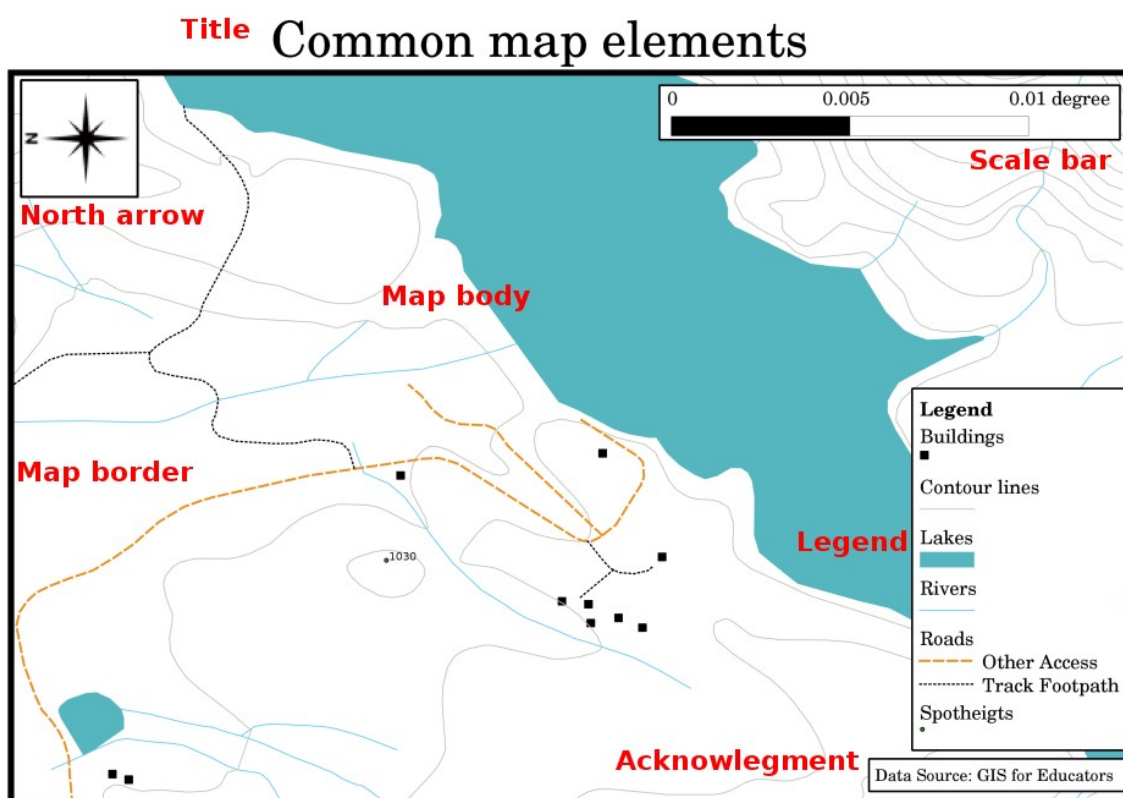 Title Common map elements
N
0 0.005 0.01 degree
Scale bar
North arrow
Map body
Map border
1030
Legend
Legend
Buildings
Contour lines
Lakes
Rivers
Roads
Other Access
Track Footpath
Spotheigts
Acknowlegment
Data Source: GIS for Educators